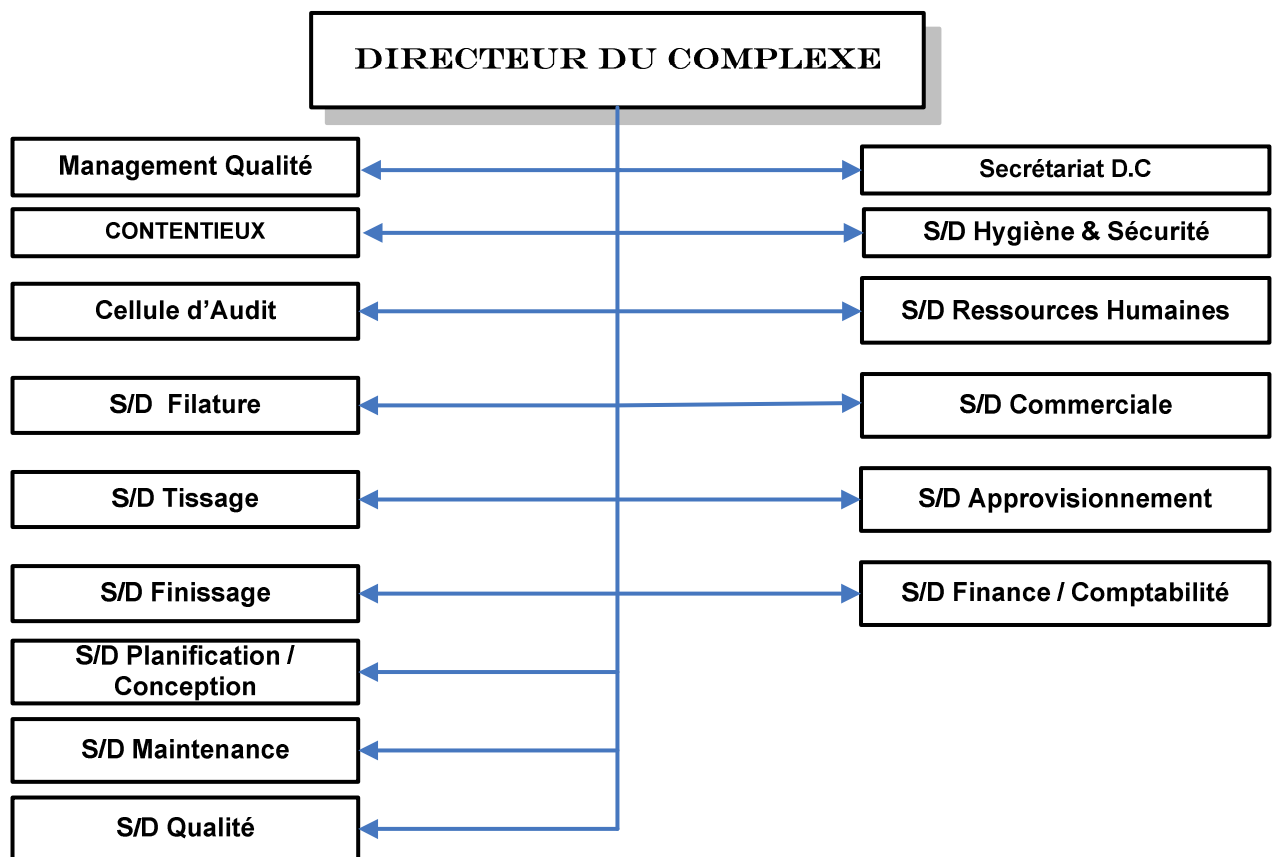 DIRECTEUR DU COMPLEXE
Management Qualité
Secrétariat D.C
CONTENTIEUX
S/D Hygiène & Sécurité
Cellule d’Audit
S/D Ressources Humaines
S/D Filature
S/D Commerciale
S/D Tissage
S/D Approvisionnement
S/D Finissage
S/D Finance / Comptabilité
S/D Planification /
Conception
S/D Maintenance
S/D Qualité